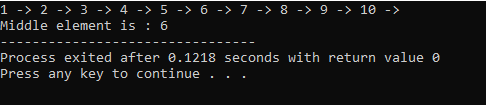 1 -> 2 -> 3 -> 4 -> 5 -> 6 -> 7 -> 8 -> 9 -> 10 ->
Middle element is : 6
--------------------------------
Process exited after 0.1218 seconds with return value 0
Press any key to continue . . .